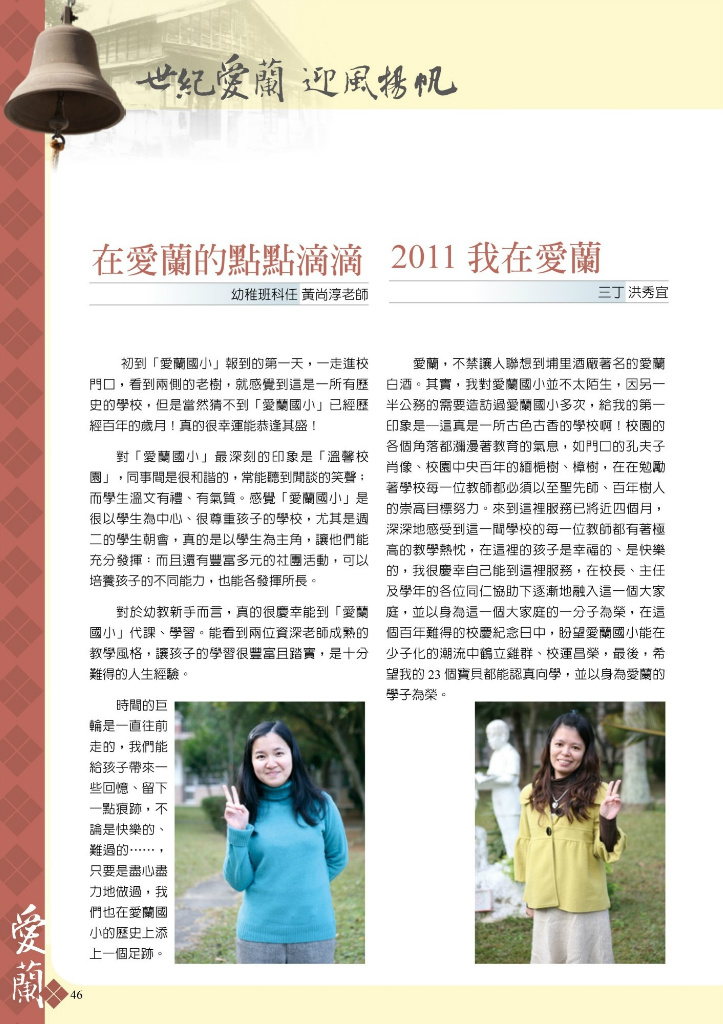 世紀愛蘭 迎風揚帆
在愛蘭的點點滴滴
幼稚班科任 黃尚淳老師
初到「愛蘭國小」報到的第一天，一走進校
門口，看到兩側的老樹，就感覺到這是一所有歷
史的學校，但是當然猜不到「愛蘭國小」已經歷
經百年的歲月！真的很幸運能恭逢其盛！
對「愛蘭國小」最深刻的印象是「溫馨校
園」，同事間是很和諧的，常能聽到閒談的笑聲；
而學生溫文有禮、有氣質。感覺「愛蘭國小」是
很以學生為中心、很尊重孩子的學校，尤其是週
二的學生朝會，真的是以學生為主角，讓他們能
充分發揮；而且還有豐富多元的社團活動，可以
培養孩子的不同能力，也能各發揮所長。
對於幼教新手而言，真的很慶幸能到「愛蘭
國小」代課、學習。能看到兩位資深老師成熟的
教學風格，讓孩子的學習很豐富且踏實，是十分
難得的人生經驗。
時間的巨
輪是一直往前
走的，我們能
給孩子帶來一
些回憶、留下
一點痕跡，不
論是快樂的、
難過的……，
只要是盡心盡
力地做過，我
們也在愛蘭國
小的歷史上添
上一個足跡。
2011 我在愛蘭
三丁 洪秀宜
愛蘭，不禁讓人聯想到埔里酒廠著名的愛蘭
白酒。其實，我對愛蘭國小並不太陌生，因另一
半公務的需要造訪過愛蘭國小多次，給我的第一
印象是—這真是一所古色古香的學校啊！校園的
各個角落都瀰漫著教育的氣息，如門口的孔夫子
肖像、校園中央百年的緬梔樹、樟樹，在在勉勵
著學校每一位教師都必須以至聖先師、百年樹人
的崇高目標努力。來到這裡服務已將近四個月，
深深地感受到這一間學校的每一位教師都有著極
高的教學熱忱，在這裡的孩子是幸福的、是快樂
的，我很慶幸自己能到這裡服務，在校長、主任
及學年的各位同仁協助下逐漸地融入這一個大家
庭，並以身為這一個大家庭的一分子為榮，在這
個百年難得的校慶紀念日中，盼望愛蘭國小能在
少子化的潮流中鶴立雞群、校運昌榮，最後，希
望我的 23 個寶貝都能認真向學，並以身為愛蘭的
學子為榮。
愛蘭
46